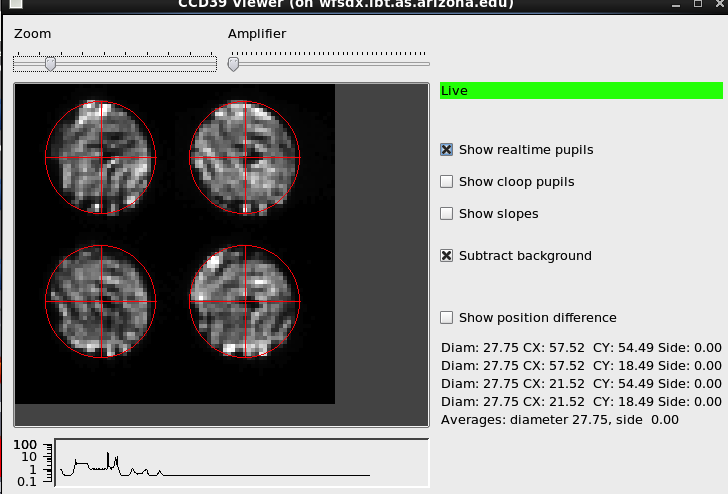 CCD39 Viewer (on wfsdx.lbt.as.arizona.edu)
Zoom
Amplifier
Live
Show realtime pupils
Show cloop pupils
Show slopes
Subtract background
Show position difference
Diam: 27.75 CX: 57.52 CY: 54.49 Side: 0.00
Diam: 27.75 CX: 57.52 CY: 18.49 Side: 0.00
Diam: 27.75 CX: 21.52 CY: 54.49 Side: 0.00
Diam: 27.75 CX: 21.52 CY: 18.49 Side: 0.00
Averages: diameter 27.75, side 0.00
100
10
1
0.1